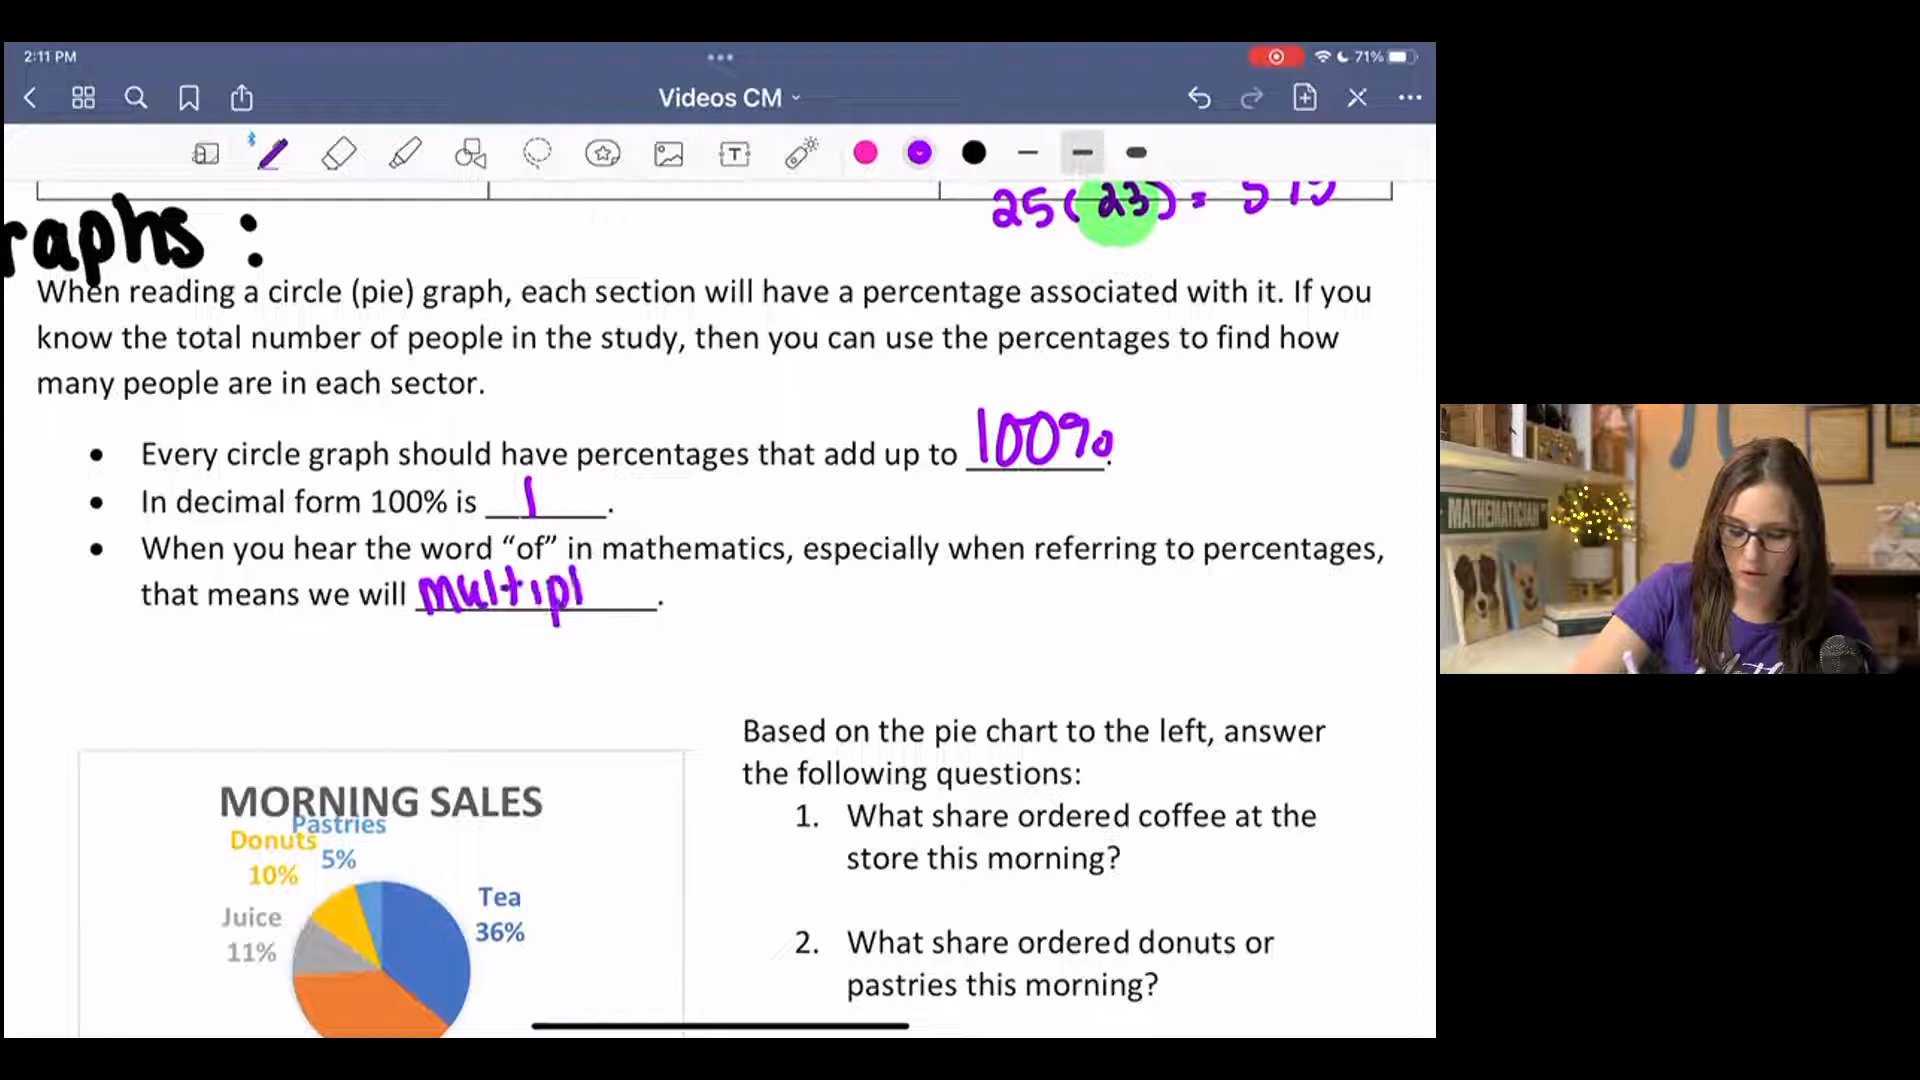 2:11 PM
71%
Videos CM
T
25(23) =
raphs :
When reading a circle (pie) graph, each section will have a percentage associated with it. If you
know the total number of people in the study, then you can use the percentages to find how
many people are in each sector.
• Every circle graph should have percentages that add up to 100%.
• In decimal form 100% is 1.
• When you hear the word “of” in mathematics, especially when referring to percentages,
that means we will multipl.
MATHEMATICIAN
Based on the pie chart to the left, answer
the following questions:
MORNING SALES
Pastries
5%
Donuts
10%
Tea
36%
Juice
11%
1. What share ordered coffee at the
store this morning?
2. What share ordered donuts or
pastries this morning?